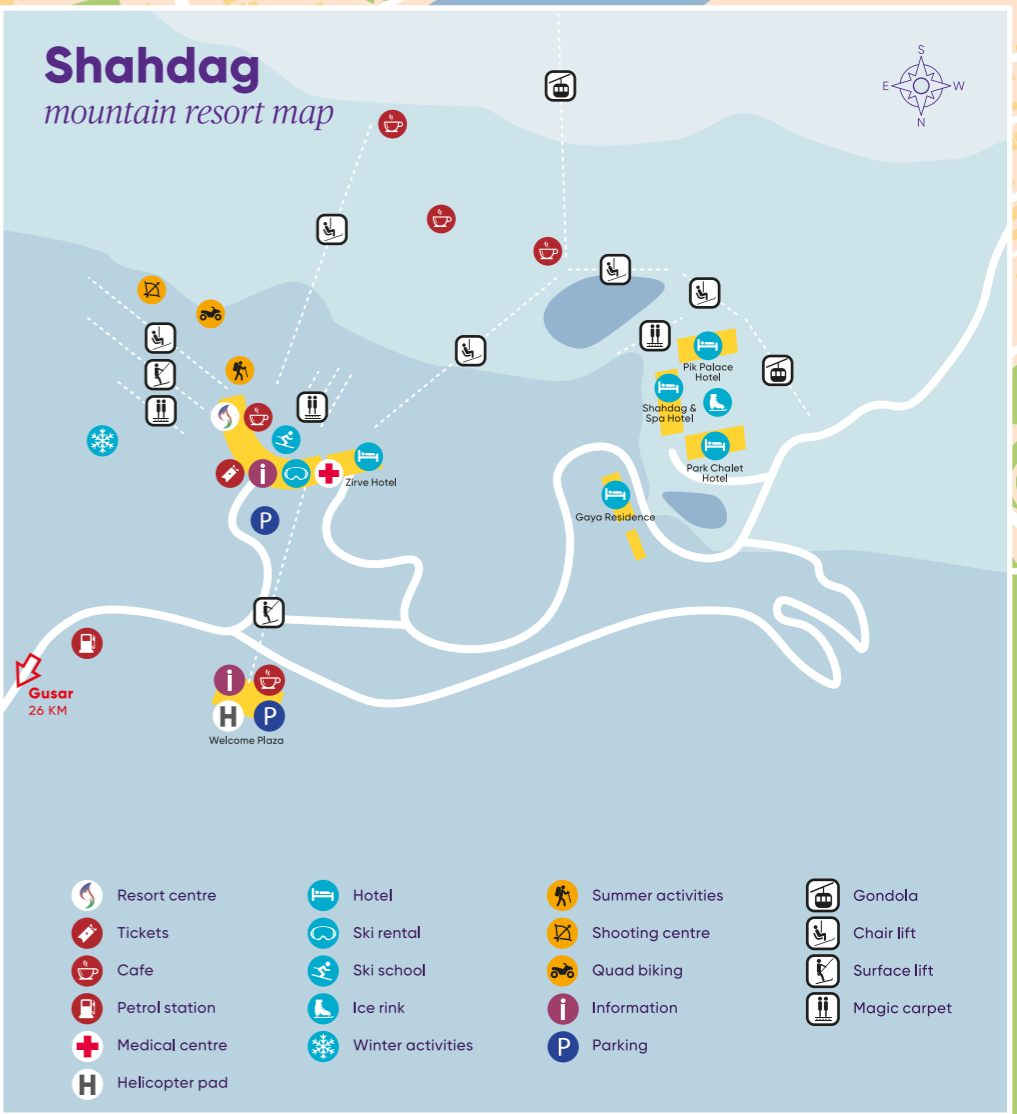 Shahdag
mountain resort map
S
E
W
N
Pik Palace
Hotel
Shahdag &
Spa Hotel
Park Chalet
Hotel
i
Zirve Hotel
Gaya Residence
P
Gusar
26 KM
i
H
P
Welcome Plaza
Resort centre
Tickets
Cafe
Petrol station
Medical centre
H
Helicopter pad
Hotel
Ski rental
Ski school
Ice rink
Winter activities
Summer activities
Shooting centre
Quad biking
i
Information
P
Parking
Gondola
Chair lift
Surface lift
Magic carpet